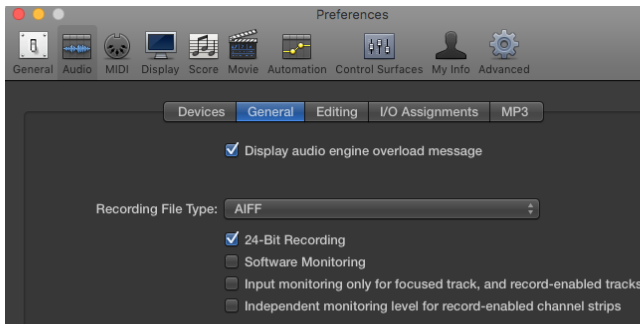 Preferences
General Audio MIDI Display Score Movie Automation Control Surfaces My Info Advanced
Devices General Editing I/O Assignments MP3
Display audio engine overload message
Recording File Type: AIFF
24-Bit Recording
Software Monitoring
Input monitoring only for focused track, and record-enabled tracks
Independent monitoring level for record-enabled channel strips